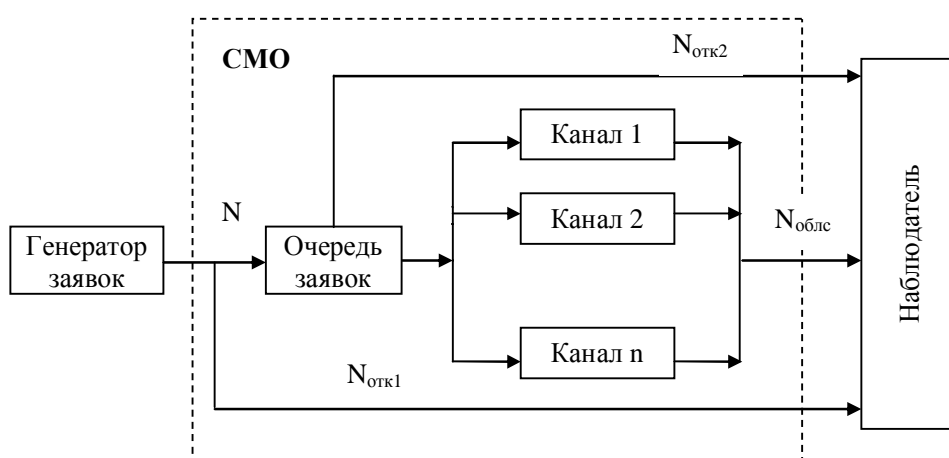 СМО
Nотк2
Канал 1
N
Канал 2
Nоблс
Генератор
заявок
Очередь
заявок
Наблюдатель
Канал n
Nотк1